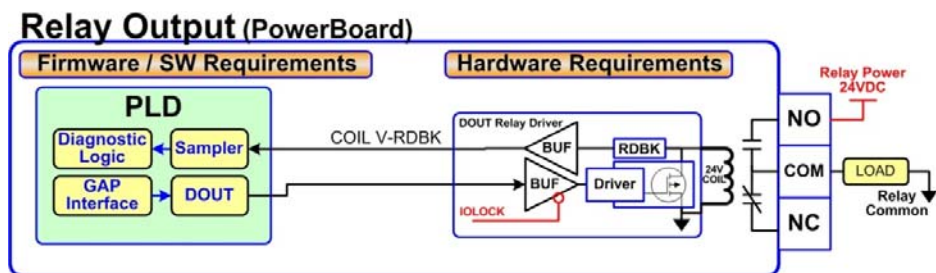 Relay Output (PowerBoard)
Firmware / SW Requirements
Hardware Requirements
Relay Power
24VDC
PLD
NO
DOUT Relay Driver
COIL V-RDBK
Diagnostic
Logic
Sampler
BUF
RDBK
24V
COIL
COM
LOAD
GAP
Interface
DOUT
BUF
Driver
IOLOCK
Relay
Common
NC